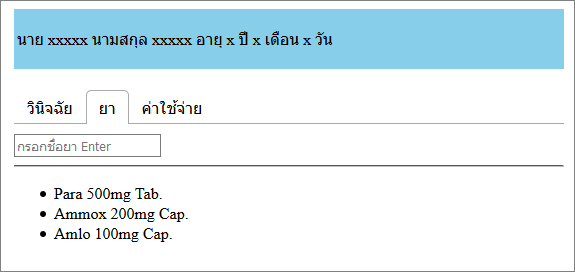 นาย xxxxx นามสกุล xxxxx อายุ x ปี x เดือน x วัน
วินิจฉัย ยา ค่าใช้จ่าย
กรอกชื่อยา Enter
Para 500mg Tab.
Ammox 200mg Cap.
Amlo 100mg Cap.